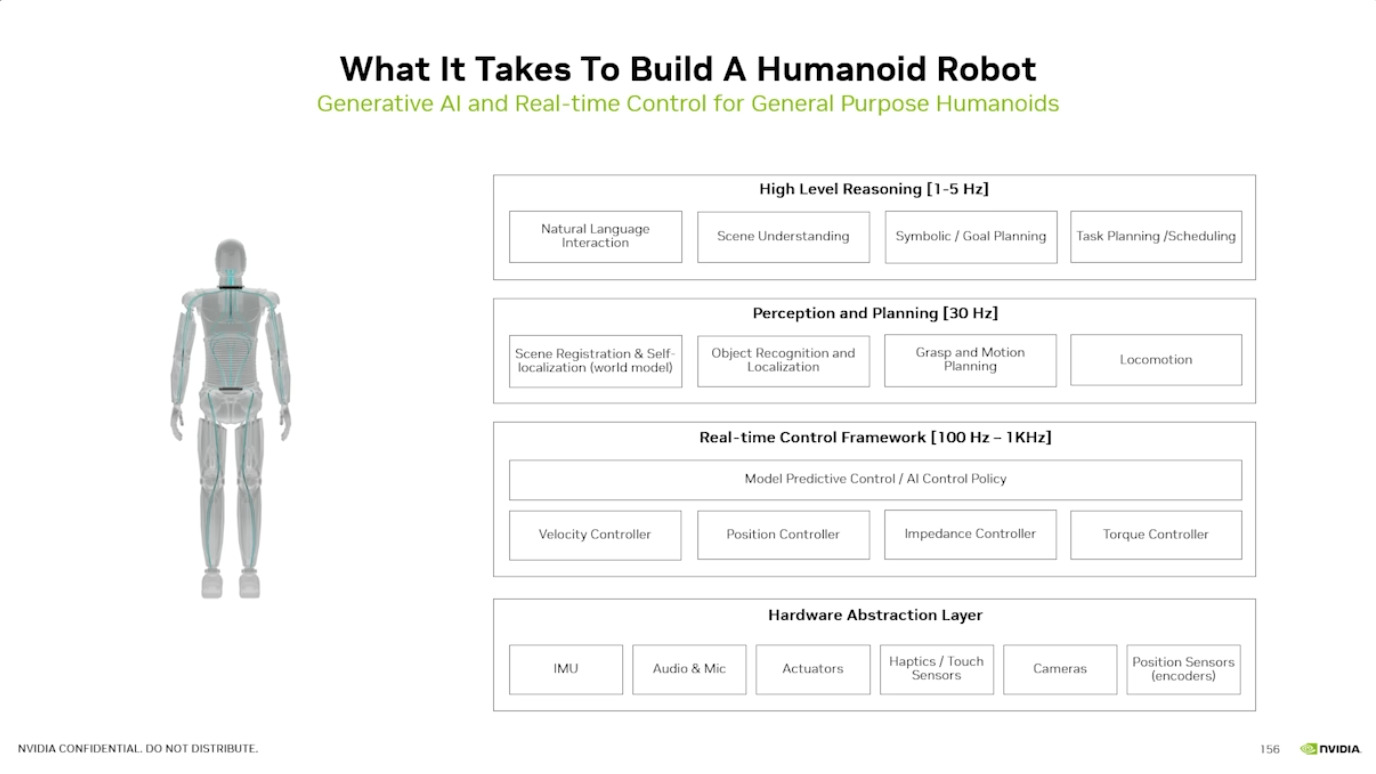 What It Takes To Build A Humanoid Robot
Generative AI and Real-time Control for General Purpose Humanoids
High Level Reasoning [1-5 Hz]
Natural Language
Interaction
Scene Understanding
Symbolic / Goal Planning
Task Planning /Scheduling
Perception and Planning [30 Hz]
Scene Registration & Self-
localization (world model)
Object Recognition and
Localization
Grasp and Motion
Planning
Locomotion
Real-time Control Framework [100 Hz – 1KHz]
Model Predictive Control / AI Control Policy
Velocity Controller
Position Controller
Impedance Controller
Torque Controller
Hardware Abstraction Layer
IMU
Audio & Mic
Actuators
Haptics / Touch
Sensors
Cameras
Position Sensors
(encoders)
NVIDIA CONFIDENTIAL. DO NOT DISTRIBUTE.
156
NVIDIA.